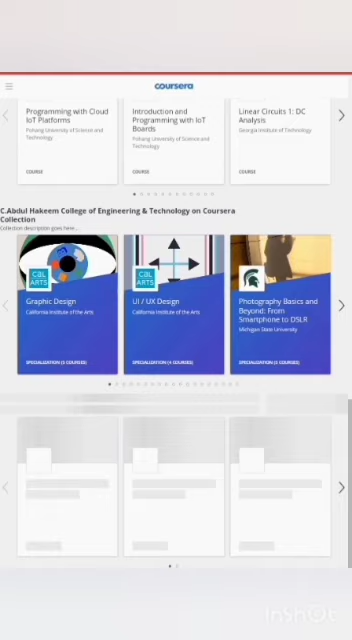 coursera
Programming with Cloud
IoT Platforms
Pohang University of Science and
Technology
COURSE
Introduction and
Programming with IoT
Boards
Pohang University of Science and
Technology
COURSE
Linear Circuits 1: DC
Analysis
Georgia Institute of Technology
COURSE
C.Abdul Hakeem College of Engineering & Technology on Coursera
Collection
Collection description goes here...
CAL
ARTS
Graphic Design
California Institute of the Arts
SPECIALIZATION (5 COURSES)
CAL
ARTS
UI / UX Design
California Institute of the Arts
SPECIALIZATION (4 COURSES)
Photography Basics and
Beyond: From
Smartphone to DSLR
Michigan State University
SPECIALIZATION (5 COURSES)
InShOt